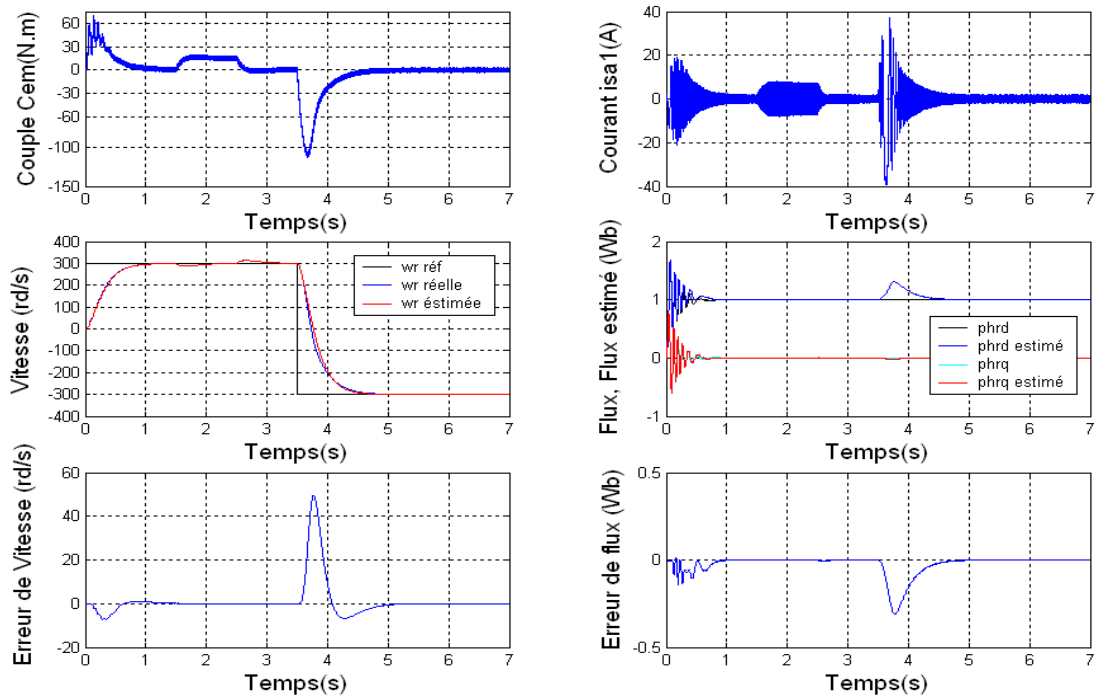 Couple Cem(N.m)
60
30
0
-30
-60
-100
-150
0 1 2 3 4 5 6 7
Temps(s)
Courant isa1(A)
40
20
0
-20
-40
0 1 2 3 4 5 6 7
Temps(s)
Vitesse (rd/s)
400
300
200
100
0
-100
-200
300
400
0 1 2 3 4 5 6 7
Temps(s)
wr réf
wr réelle
wr éstimée
Flux, Flux estimé (Wb)
2
1
0
-1
0 1 2 3 4 5 6 7
Temps(s)
phrd
phrd estimé
phrq
phrq estimé
Erreur de Vitesse (rd/s)
60
40
20
0
-20
0 1 2 3 4 5 6 7
Temps(s)
Erreur de flux (Wb)
0.5
0
-0.5
0 1 2 3 4 5 6 7
Temps(s)